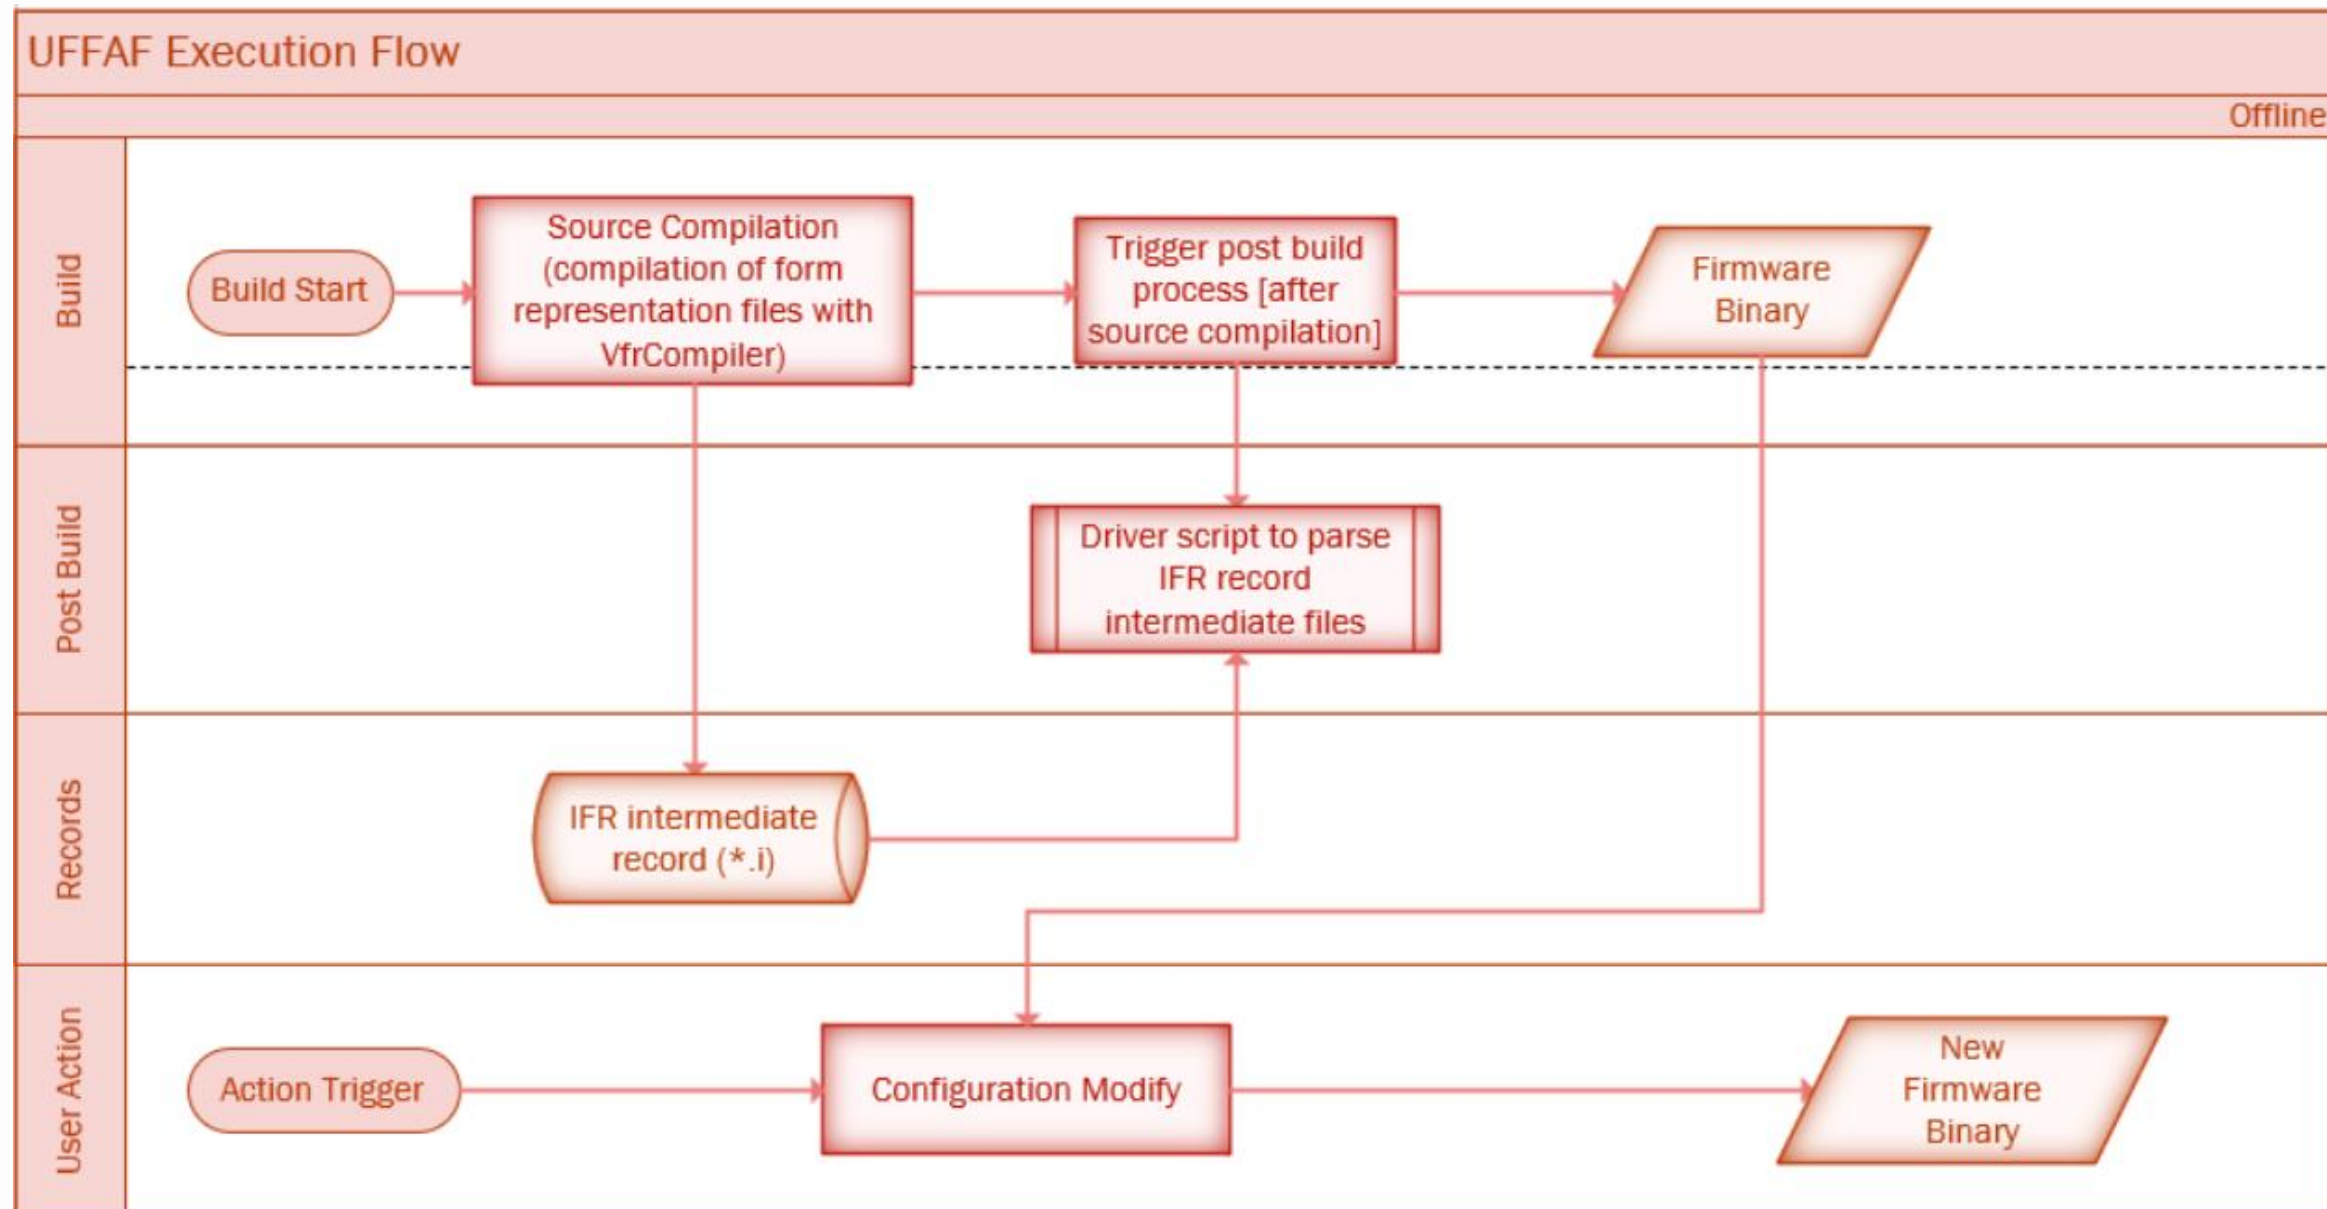 UFFAF Execution Flow
Offline
Build
Build Start
Source Compilation
(compilation of form
representation files with
VfrCompiler)
Trigger post build
process [after
source compilation]
Firmware
Binary
Post Build
Driver script to parse
IFR record
intermediate files
Records
IFR intermediate
record (*.i)
User Action
Action Trigger
Configuration Modify
New
Firmware
Binary